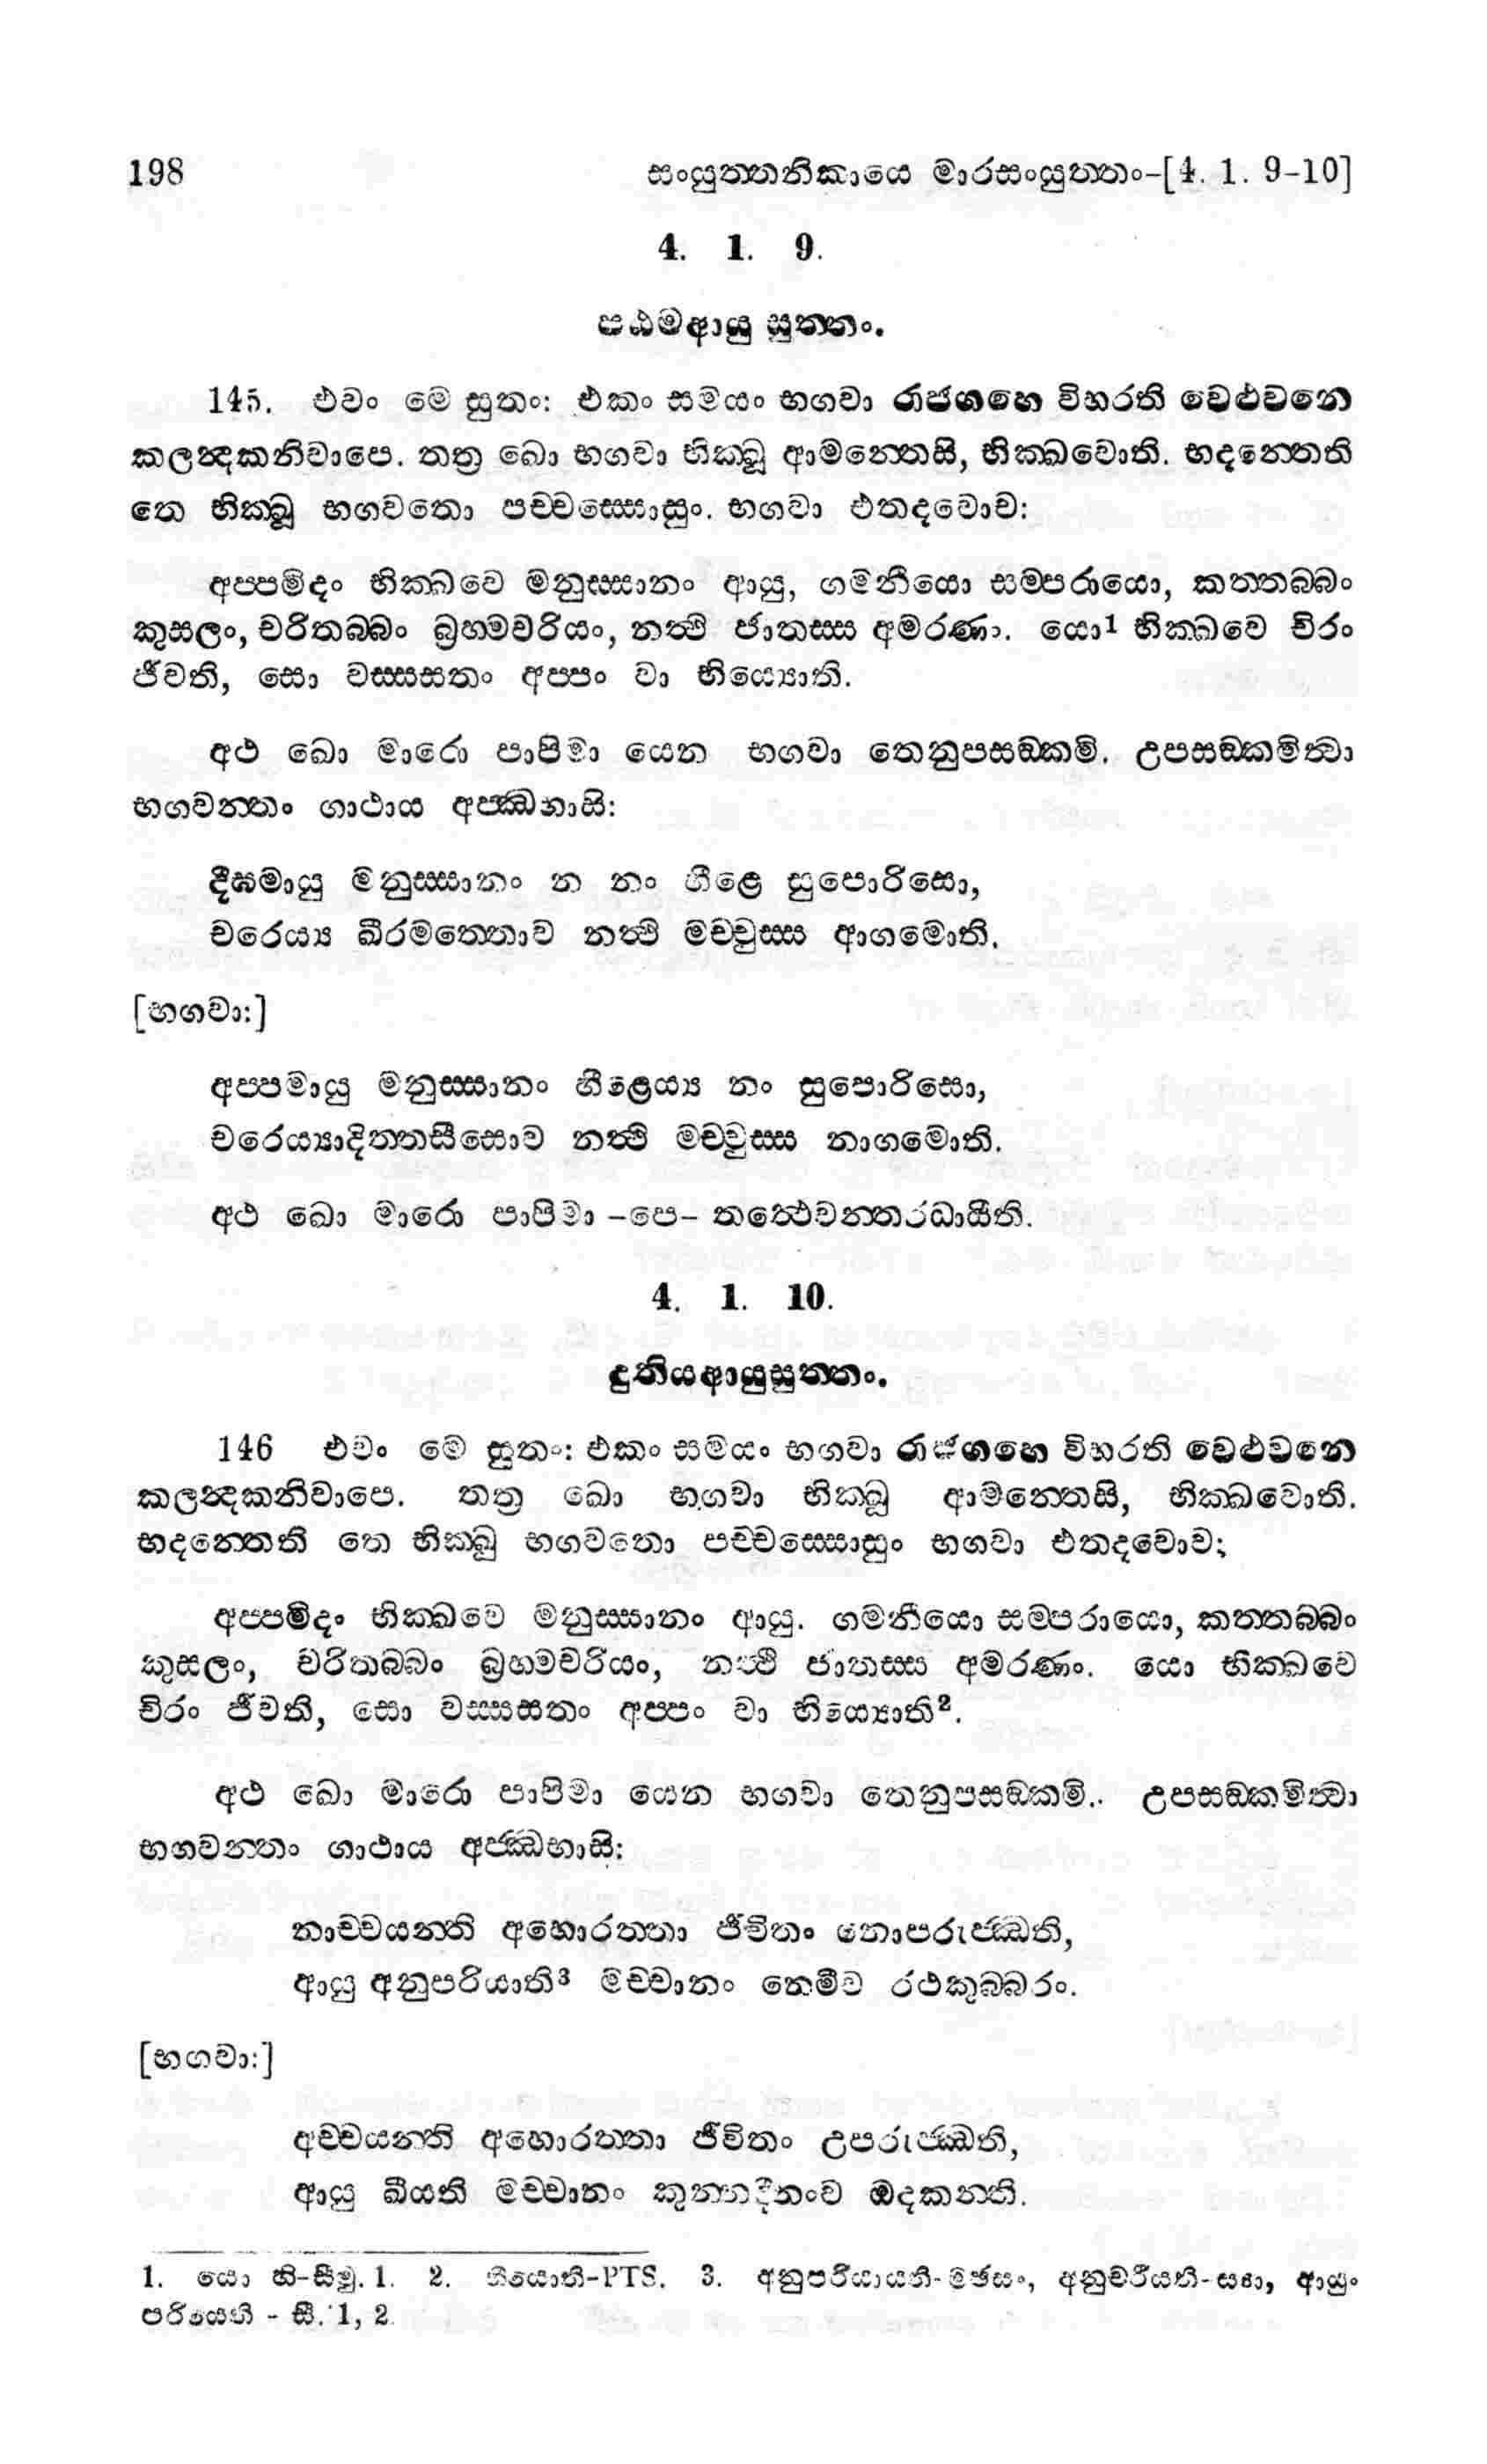 198 සංයුත්තනිකායෙ මාරසංයුත්තං-[4. 1. 9-10]
4. 1. 9.
පඨමආයු සුත්තං.
145. එවං මෙ සුතං: එකං සමයං භගවා රාජගහෙ විහරති වෙළුවනෙ
කලන්දකනිවාපෙ. තත්‍ර ඛො භගවා භික්ඛූ ආමන්තෙසි, භික්ඛවොති. භදන්තෙති
තෙ භික්ඛූ භගවතො පච්චස්සොසුං. භගවා එතදවොච:
අප්පමිදං භික්ඛවෙ මනුස්සානං ආයු, ගමනීයො සම්පරායො, කත්තබ්බං
කුසලං, චරිතබ්බං බ්‍රහ්මචරියං, නත්ථි ජාතස්ස අමරණං. යො1 භික්ඛවෙ චිරං
ජීවති, සො වස්සසතං අප්පං වා භිය්‍යොති.
අථ ඛො මාරො පාපිමා යෙන භගවා තෙනුපසඞ්කමි. උපසඞ්කමිත්වා
භගවන්තං ගාථාය අජ්ඣභාසි:
දීඝමායු මනුස්සානං න නං හීළෙ සුපොරිසො,
චරෙය්‍ය ඛීරමත්තොව නත්ථි මච්චුස්ස ආගමොති.
[භගවා:]
අප්පමායු මනුස්සානං හීළෙය්‍ය නං සුපොරිසො,
චරෙය්‍යාදිත්තසීසොව නත්ථි මච්චුස්ස නාගමොති.
අථ ඛො මාරො පාපිමා -පෙ- තත්ථෙවන්තරධායීති.
4. 1. 10.
දුතියආයුසුත්තං.
146 එවං මෙ සුතං: එකං සමයං භගවා රාජගහෙ විහරති වෙළුවනෙ
කලන්දකනිවාපෙ. තත්‍ර ඛො භගවා භික්ඛූ ආමන්තෙසි, භික්ඛවොති.
භදන්තෙති තෙ භික්ඛු භගවතො පච්චස්සොසුං භගවා එතදවොච;
අප්පමිදං භික්ඛවෙ මනුස්සානං ආයු. ගමනීයො සම්පරායො, කත්තබ්බං
කුසලං, චරිතබ්බං බ්‍රහ්මචරියං, නත්ථි ජාතස්ස අමරණං. යො භික්ඛවෙ
චිරං ජීවති, සො වස්සසතං අප්පං වා භිය්‍යොති2.
අථ ඛො මාරො පාපිමා යෙන භගවා තෙනුපසඞ්කමි.. උපසඞ්කමිත්වා
භගවන්තං ගාථාය අජ්ඣභාසි:
නාච්චයන්ති අහොරත්තා ජීවිතං නොපරුජ්ඣති,
ආයු අනුපරියාති3 මච්චානං නෙමීව රථකුබ්බරං.
[භගවා:]
අච්චයන්ති අහොරත්තා ජීවිතං උපරුජ්ඣති,
ආයු ඛීයති මච්චානං කුන්නදීනංව ඔදකන්ති.
1. යො හි-සීමු. 1. 2. භීයොති-PTS. 3. අනුපරියායති-මඡසං, අනුචරීයති-ස්‍යා, ආයුං
පරියෙති - සී. 1, 2.